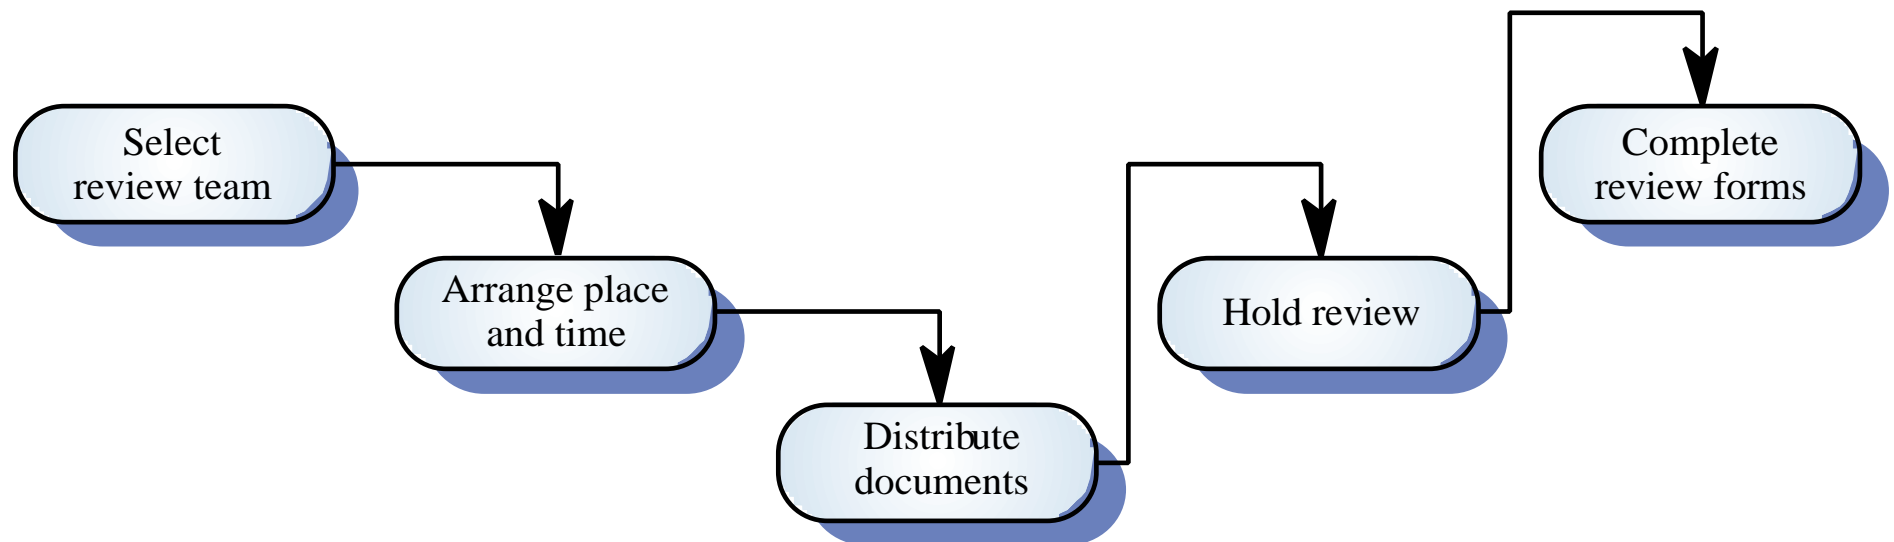 Select
review team
Arrange place
and time
Distribute
documents
Hold review
Complete
review forms